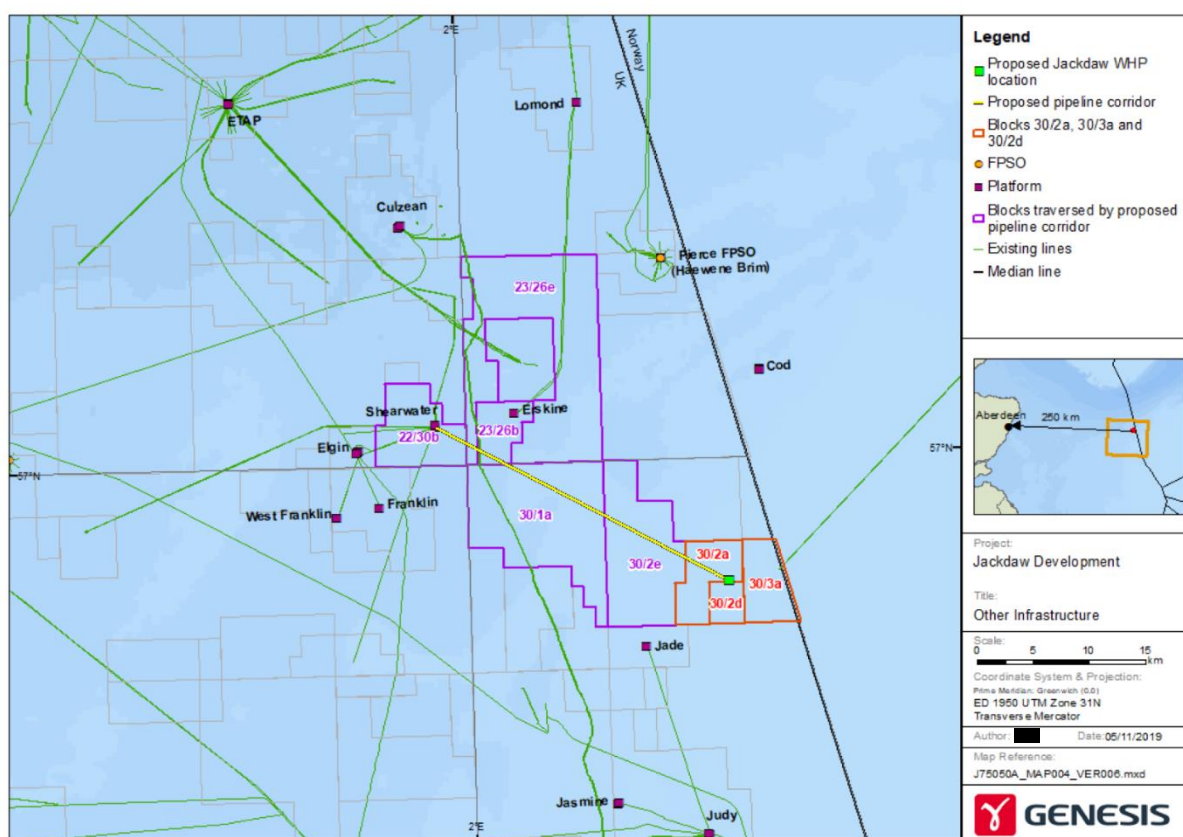 2°E
Norway
UK
Lomond
ETAP
Culzean
Pierce FPSO
(Haewene Brim)
23/26e
Cod
Shearwater
Erskine
22/30b
23/26b
Elgin
57°N
57°N
Franklin
West Franklin
30/1a
30/2a
30/2e
30/3a
30/2d
Jade
Jasmine
Judy
2°E
Legend
Proposed Jackdaw WHP
location
Proposed pipeline corridor
Blocks 30/2a, 30/3a and
30/2d
FPSO
Platform
Blocks traversed by proposed
pipeline corridor
Existing lines
Median line
Aberdeen
250 km
Project:
Jackdaw Development
Title:
Other Infrastructure
Scale:
0 5 10 15
km
Coordinate System & Projection:
Prime Meridian: Greenwich (0.0)
ED 1950 UTM Zone 31N
Transverse Mercator
Author: Date:05/11/2019
Map Reference:
J75050A_MAP004_VER006.mxd
GENESIS